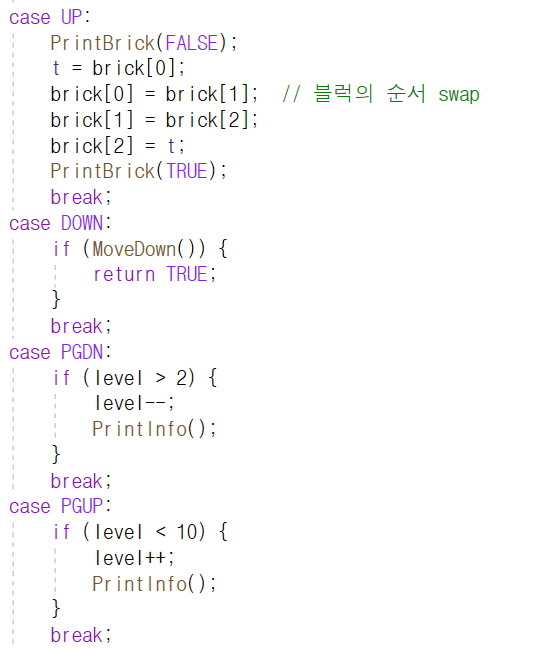 case UP:
PrintBrick(FALSE);
t = brick[0];
brick[0] = brick[1];  // 블럭의 순서 swap
brick[1] = brick[2];
brick[2] = t;
PrintBrick(TRUE);
break;
case DOWN:
if (MoveDown()) {
return TRUE;
}
break;
case PGDN:
if (level > 2) {
level--;
PrintInfo();
}
break;
case PGUP:
if (level < 10) {
level++;
PrintInfo();
}
break;